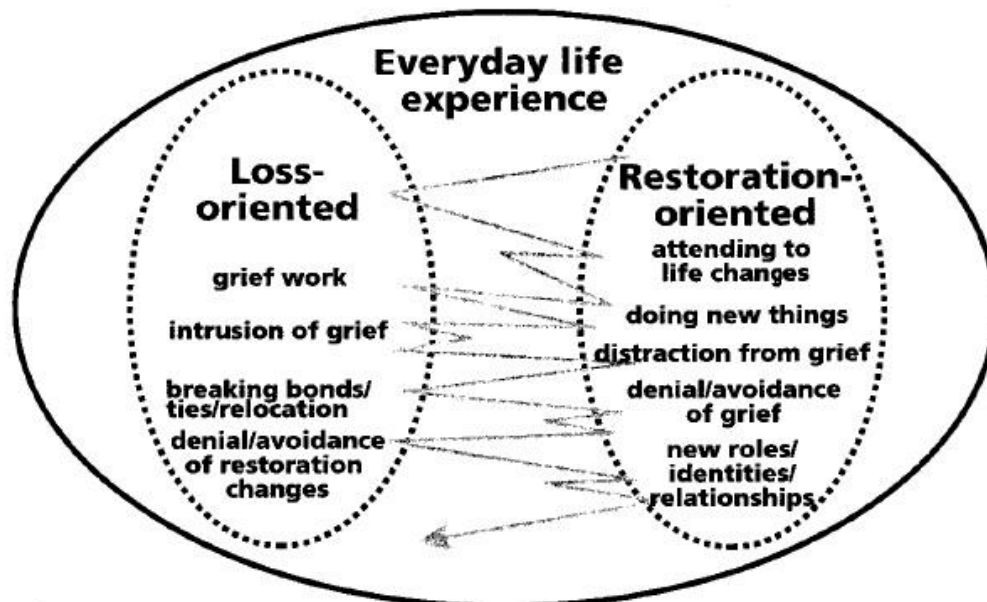 Everyday life
experience
Loss-
oriented
grief work
intrusion of grief
breaking bonds/
ties/relocation
denial/avoidance
of restoration
changes
Restoration-
oriented
attending to
life changes
doing new things
distraction from grief
denial/avoidance
of grief
new roles/
identities/
relationships